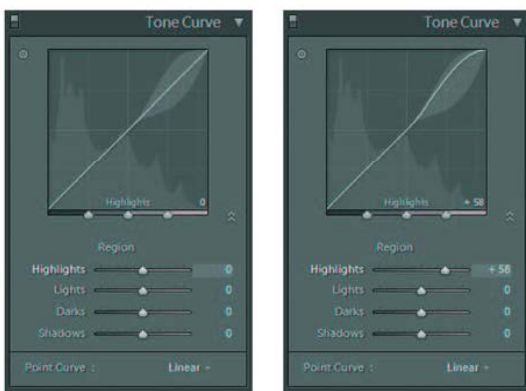 Tone Curve
Highlights 0
Region
Highlights 0
Lights 0
Darks 0
Shadows 0
Point Curve : Linear
Tone Curve
Highlights + 58
Region
Highlights + 58
Lights 0
Darks 0
Shadows 0
Point Curve : Linear